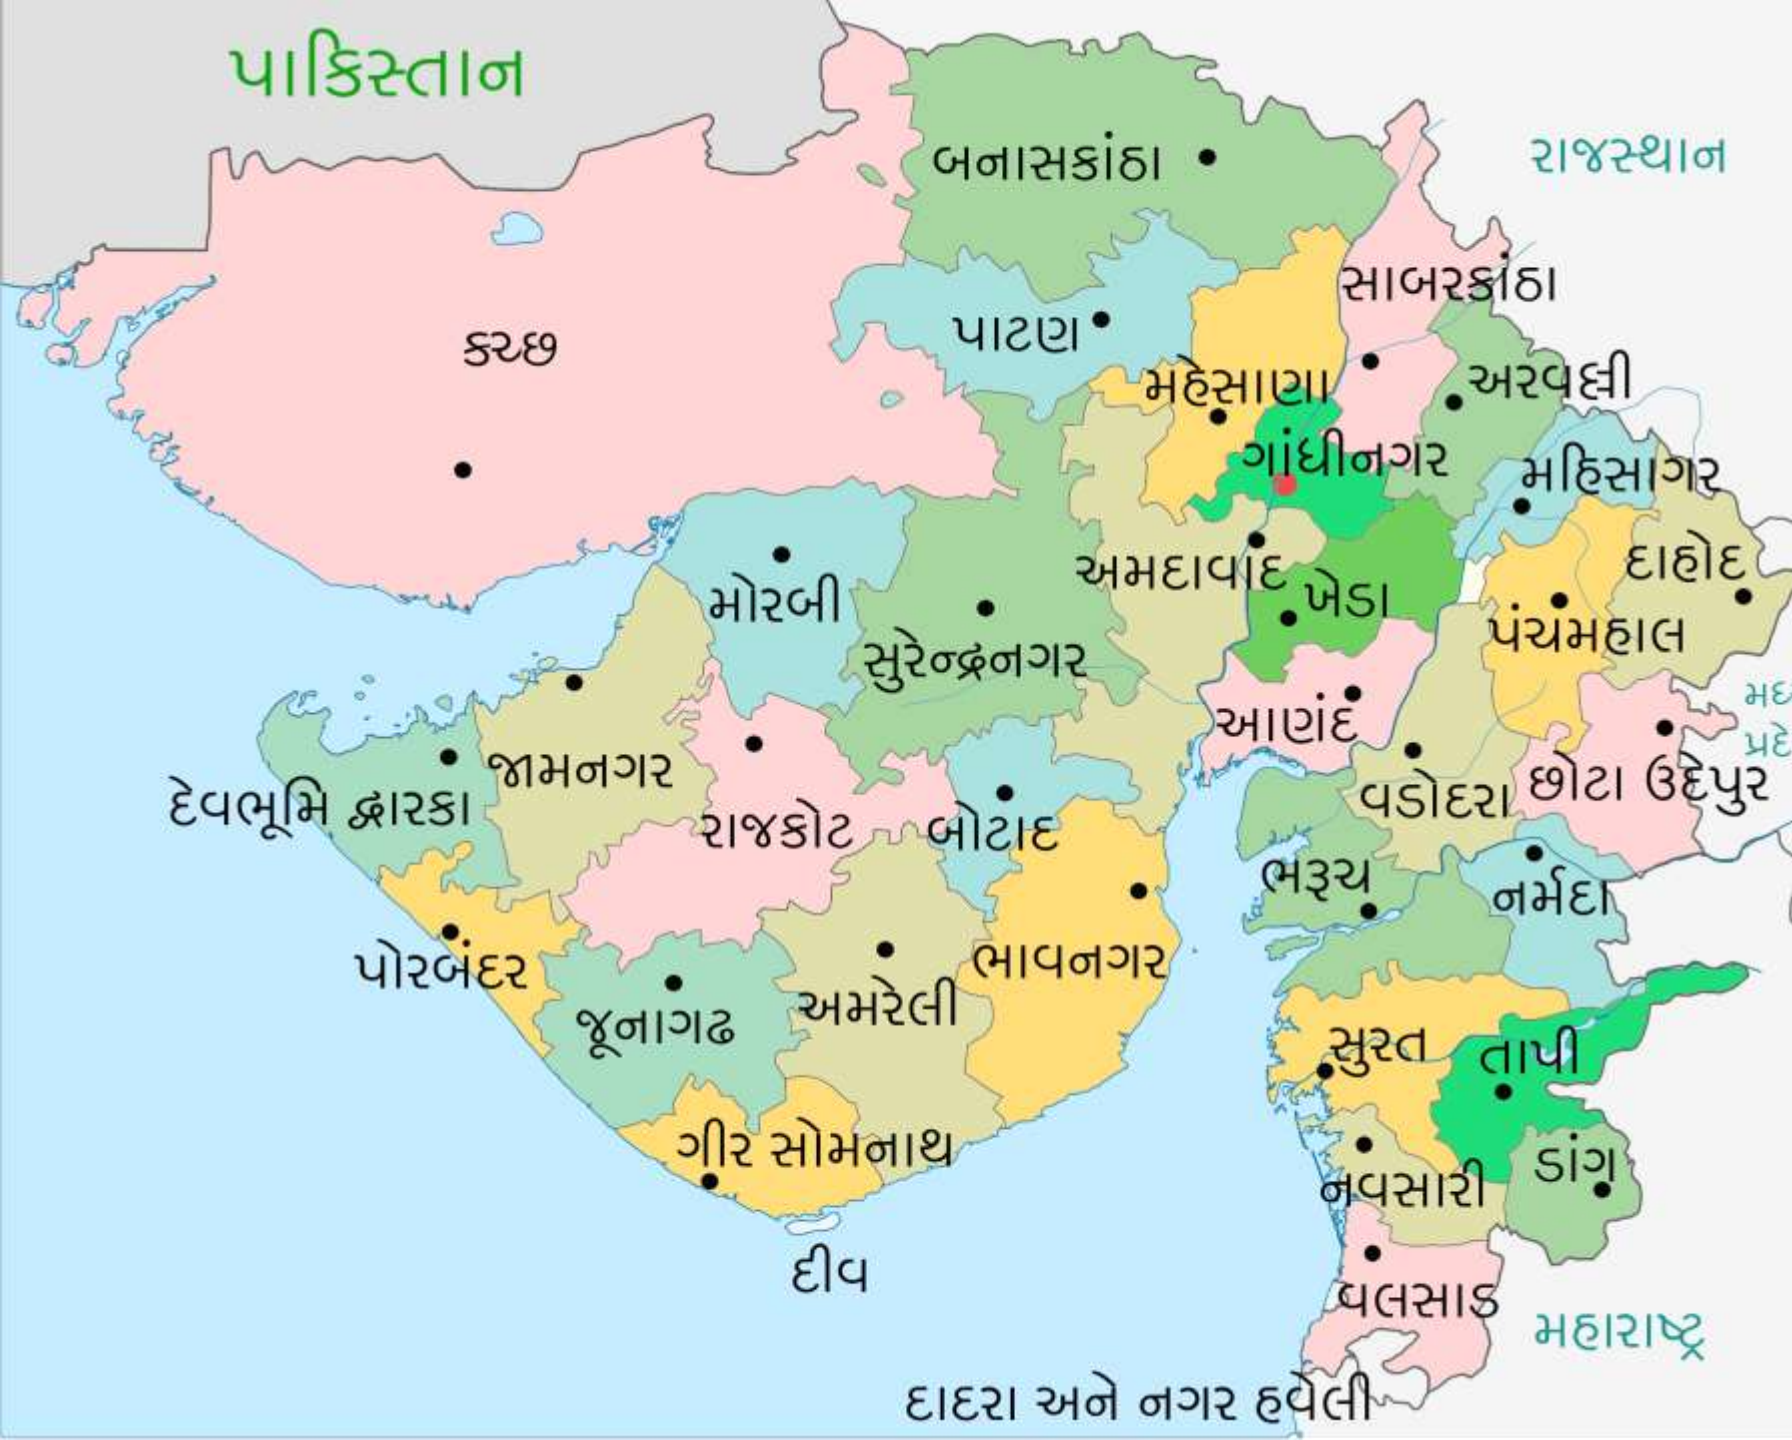 પાકિસ્તાન
બનાસકાંઠા
રાજસ્થાન
સાબરકાંઠા
પાટણ
કચ્છ
મહેસાણા
અરવલ્લી
ગાંધીનગર
મહિસાગર
અમદાવાદ
દાહોદ
મોરબી
ખેડા
પંચમહાલ
સુરેન્દ્રનગર
આણંદ
જામનગર
દેવભૂમિ દ્વારકા
છોટા ઉદેપુર
વડોદરા
રાજકોટ
બોટાદ
ભરૂચ
નર્મદા
પોરબંદર
ભાવનગર
અમરેલી
જૂનાગઢ
સુરત
તાપી
ગીર સોમનાથ
ડાંગ
નવસારી
દીવ
વલસાડ
મહારાષ્ટ્ર
દાદરા અને નગર હવેલી